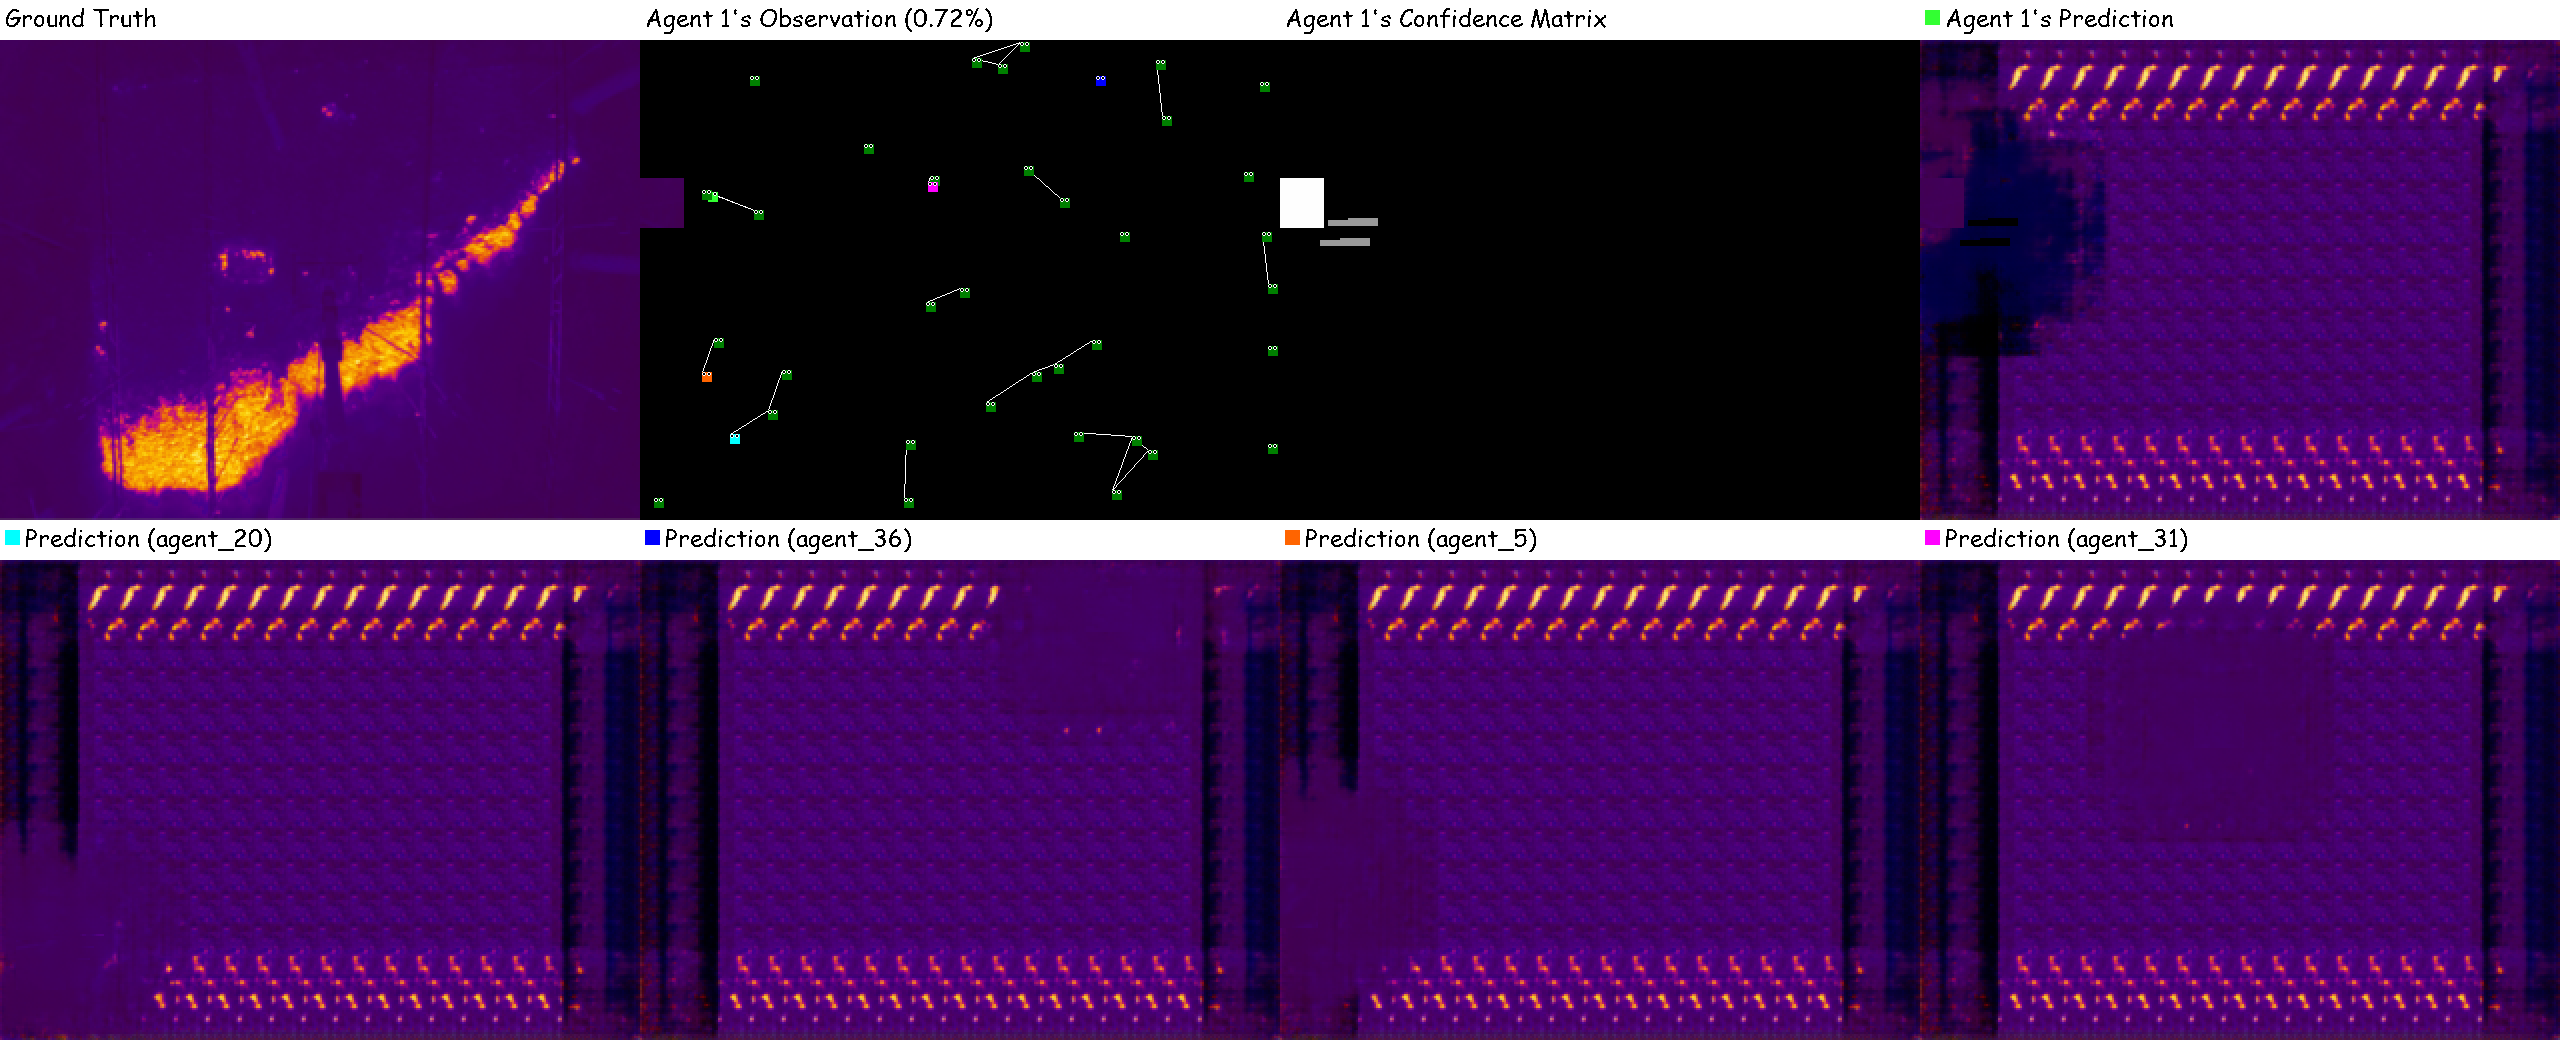 Ground Truth
Agent 1's Observation (0.72%)
Agent 1's Confidence Matrix
Agent 1's Prediction
Prediction (agent_20)
Prediction (agent_36)
Prediction (agent_5)
Prediction (agent_31)